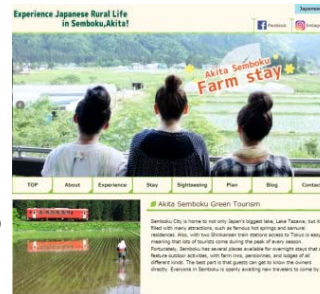 Experience Japanese Rural Life
in Semboku,Akita!
Japanese
Facebook
Instag
Akita Semboku
Farm stay
TOP About Experience Stay Sightseeing Plan Blog Contac
Akita Semboku Green Tourism
Semboku City is home to not only Japan's biggest lake, Lake Tazawa, but it
filled with many attractions, such as famous hot springs and samurai
residences. Also, with two Shinkansen train stations access to Tokyo is easy
meaning that lots of tourists come during the peak of every season.
Fortunately, Semboku has several places available for overnight stays that
feature outdoor activities, with farm inns, pensiones, and lodges of all
different kinds. The best part is that guests can get to know the owners
directly. Everyone in Semboku is openly awaiting new travelers to come by